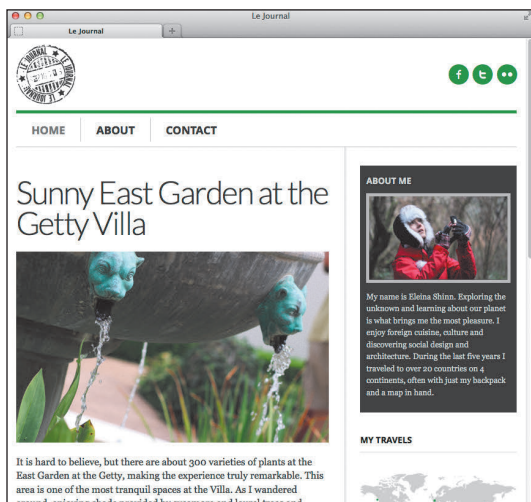 Le Journal
Le Journal
LE JOURNAL
LE JOURNAL
HOME ABOUT CONTACT
Sunny East Garden at the
Getty Villa
It is hard to believe, but there are about 300 varieties of plants at the
East Garden at the Getty, making the experience truly remarkable. This
area is one of the most tranquil spaces at the Villa. As I wandered
ABOUT ME
My name is Eleina Shinn. Exploring the
unknown and learning about our planet
is what brings me the most pleasure. I
enjoy foreign cuisine, culture and
discovering social design and
architecture. During the last five years I
traveled to over 20 countries on 4
continents, often with just my backpack
and a map in hand.
MY TRAVELS